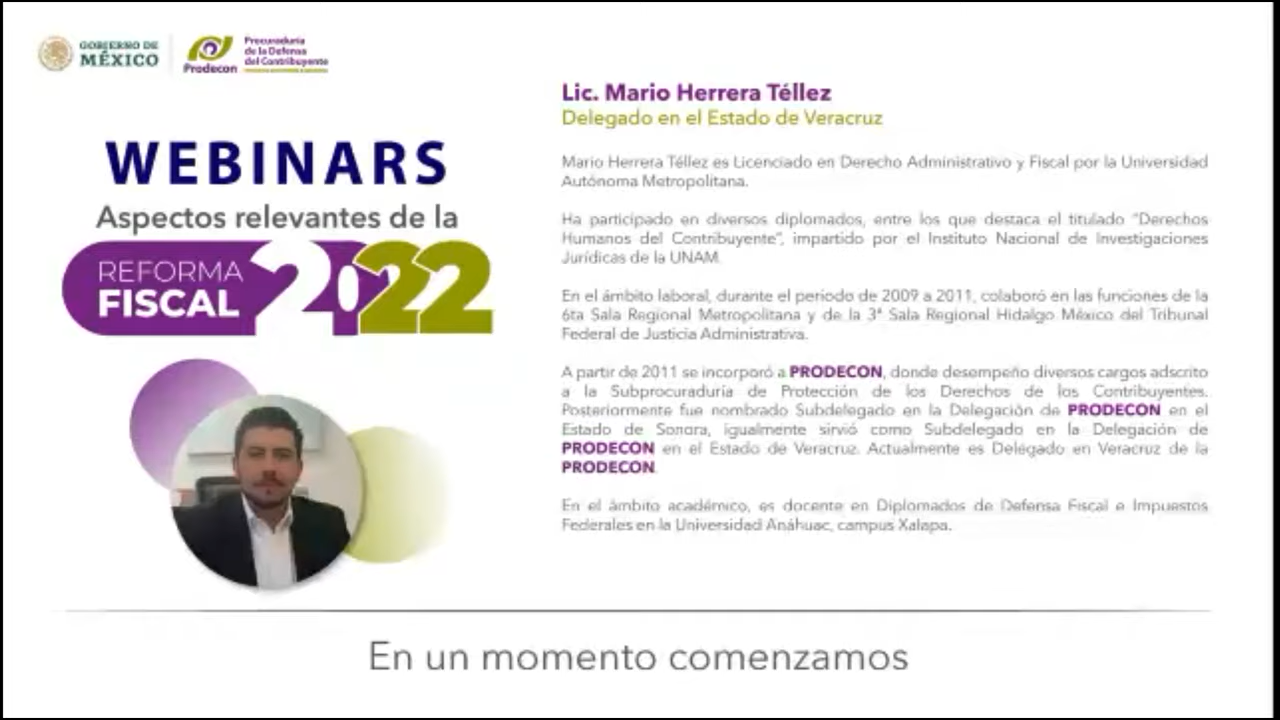 GOBIERNO DE
MÉXICO
Prodecon
Procuraduría
de la Defensa
del Contribuyente
WEBINARS
Aspectos relevantes de la
REFORMA
FISCAL
2022
Lic. Mario Herrera Téllez
Delegado en el Estado de Veracruz
Mario Herrera Téllez es Licenciado en Derecho Administrativo y Fiscal por la Universidad
Autónoma Metropolitana.
Ha participado en diversos diplomados, entre los que destaca el titulado "Derechos
Humanos del Contribuyente", impartido por el Instituto Nacional de Investigaciones
Jurídicas de la UNAM.
En el ámbito laboral, durante el periodo de 2009 a 2011, colaboró en las funciones de la
6ta Sala Regional Metropolitana y de la 3ª Sala Regional Hidalgo México del Tribunal
Federal de Justicia Administrativa.
A partir de 2011 se incorporó a PRODECON, donde desempeño diversos cargos adscrito
a la Subprocuraduría de Protección de los Derechos de los Contribuyentes.
Posteriormente fue nombrado Subdelegado en la Delegación de PRODECON en el
Estado de Sonora, igualmente sirvió como Subdelegado en la Delegación de
PRODECON en el Estado de Veracruz. Actualmente es Delegado en Veracruz de la
PRODECON.
En el ámbito académico, es docente en Diplomados de Defensa Fiscal e Impuestos
Federales en la Universidad Anáhuac, campus Xalapa.
En un momento comenzamos